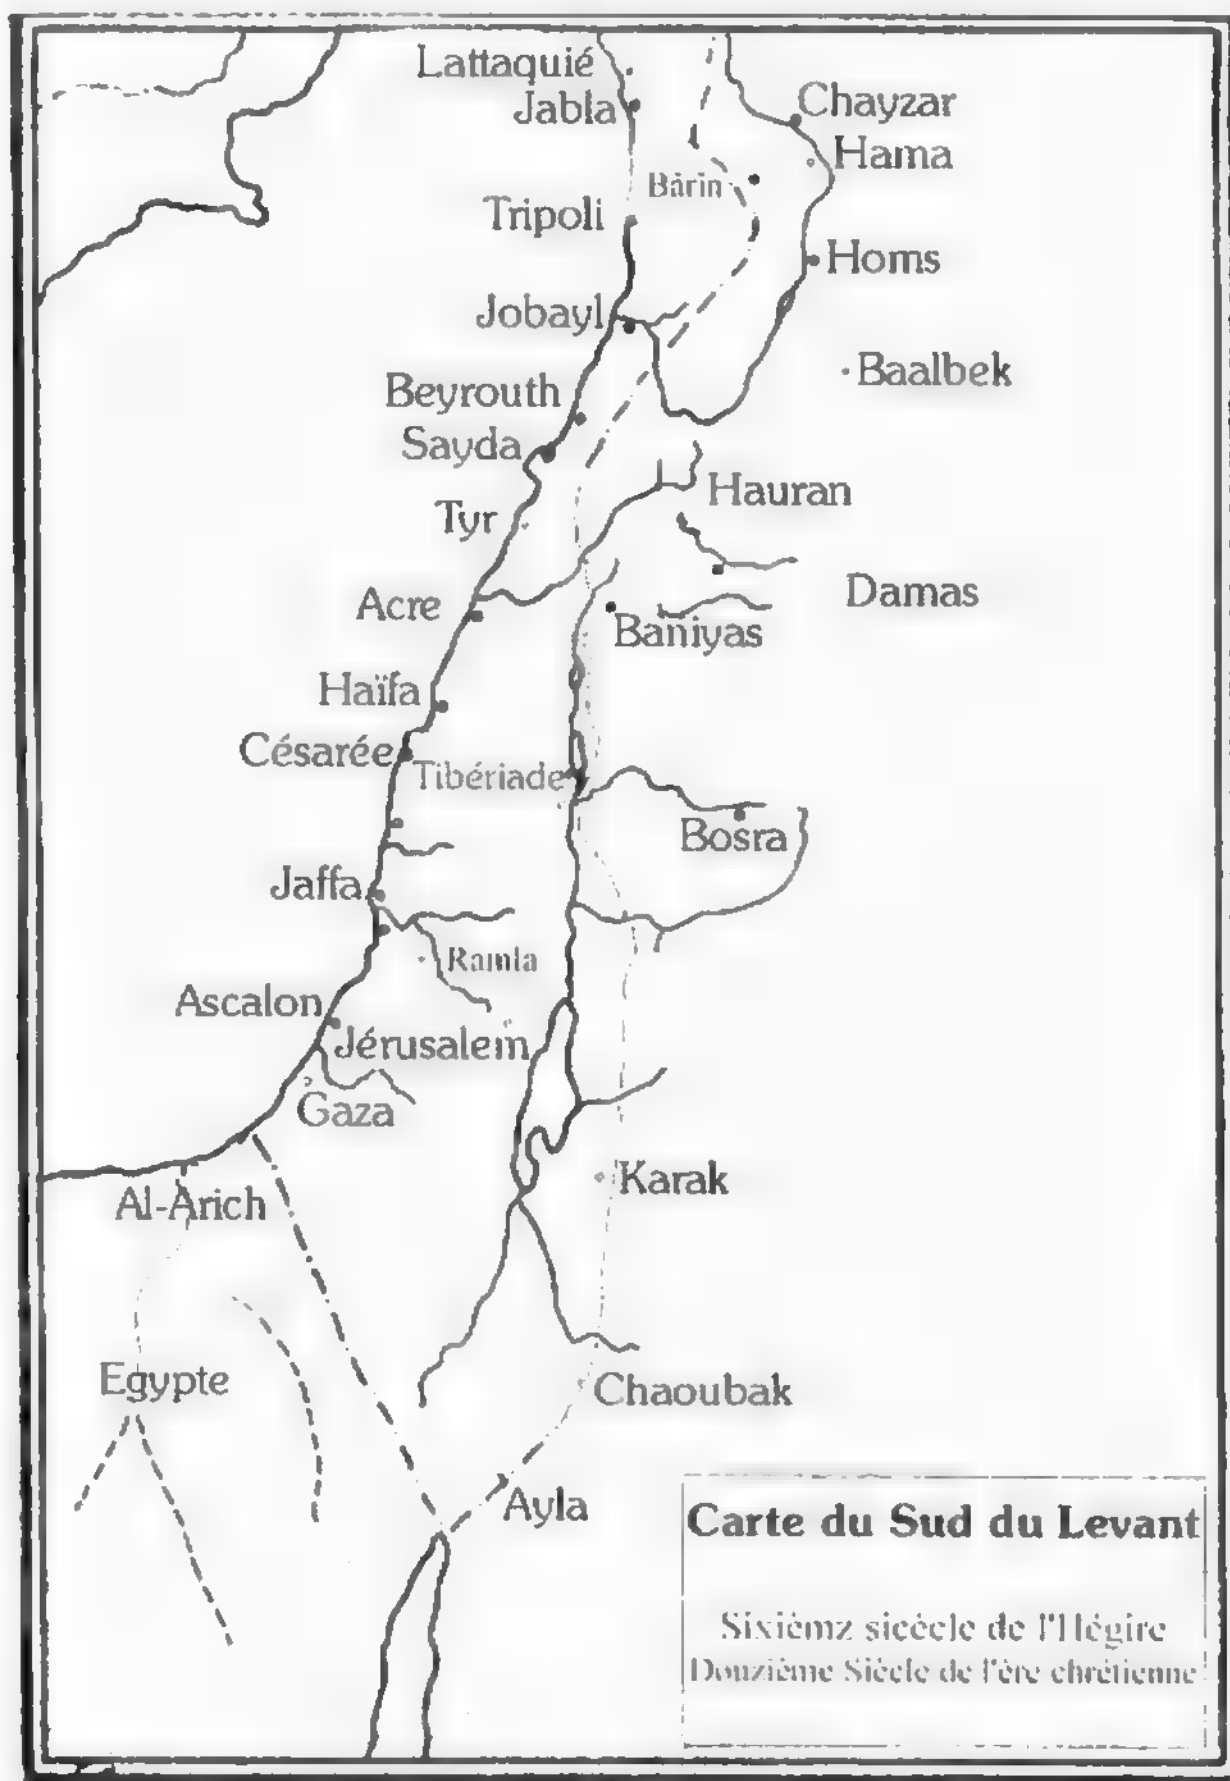 Lattaquié
Jabla
Chayzar
Hama
Bârin
Tripoli
Homs
Jobayl
Baalbek
Beyrouth
Sayda
Hauran
Tyr
Damas
Acre
Baniyas
Haïfa
Césarée
Tibériade
Bosra
Jaffa
Ramla
Ascalon
Jérusalem
Gaza
Karak
Al-Arich
Egypte
Chaoubak
Ayla
Carte du Sud du Levant
Sixièmz siècècle de l'Hégire
Douzième Siècle de l'ère chrétienne